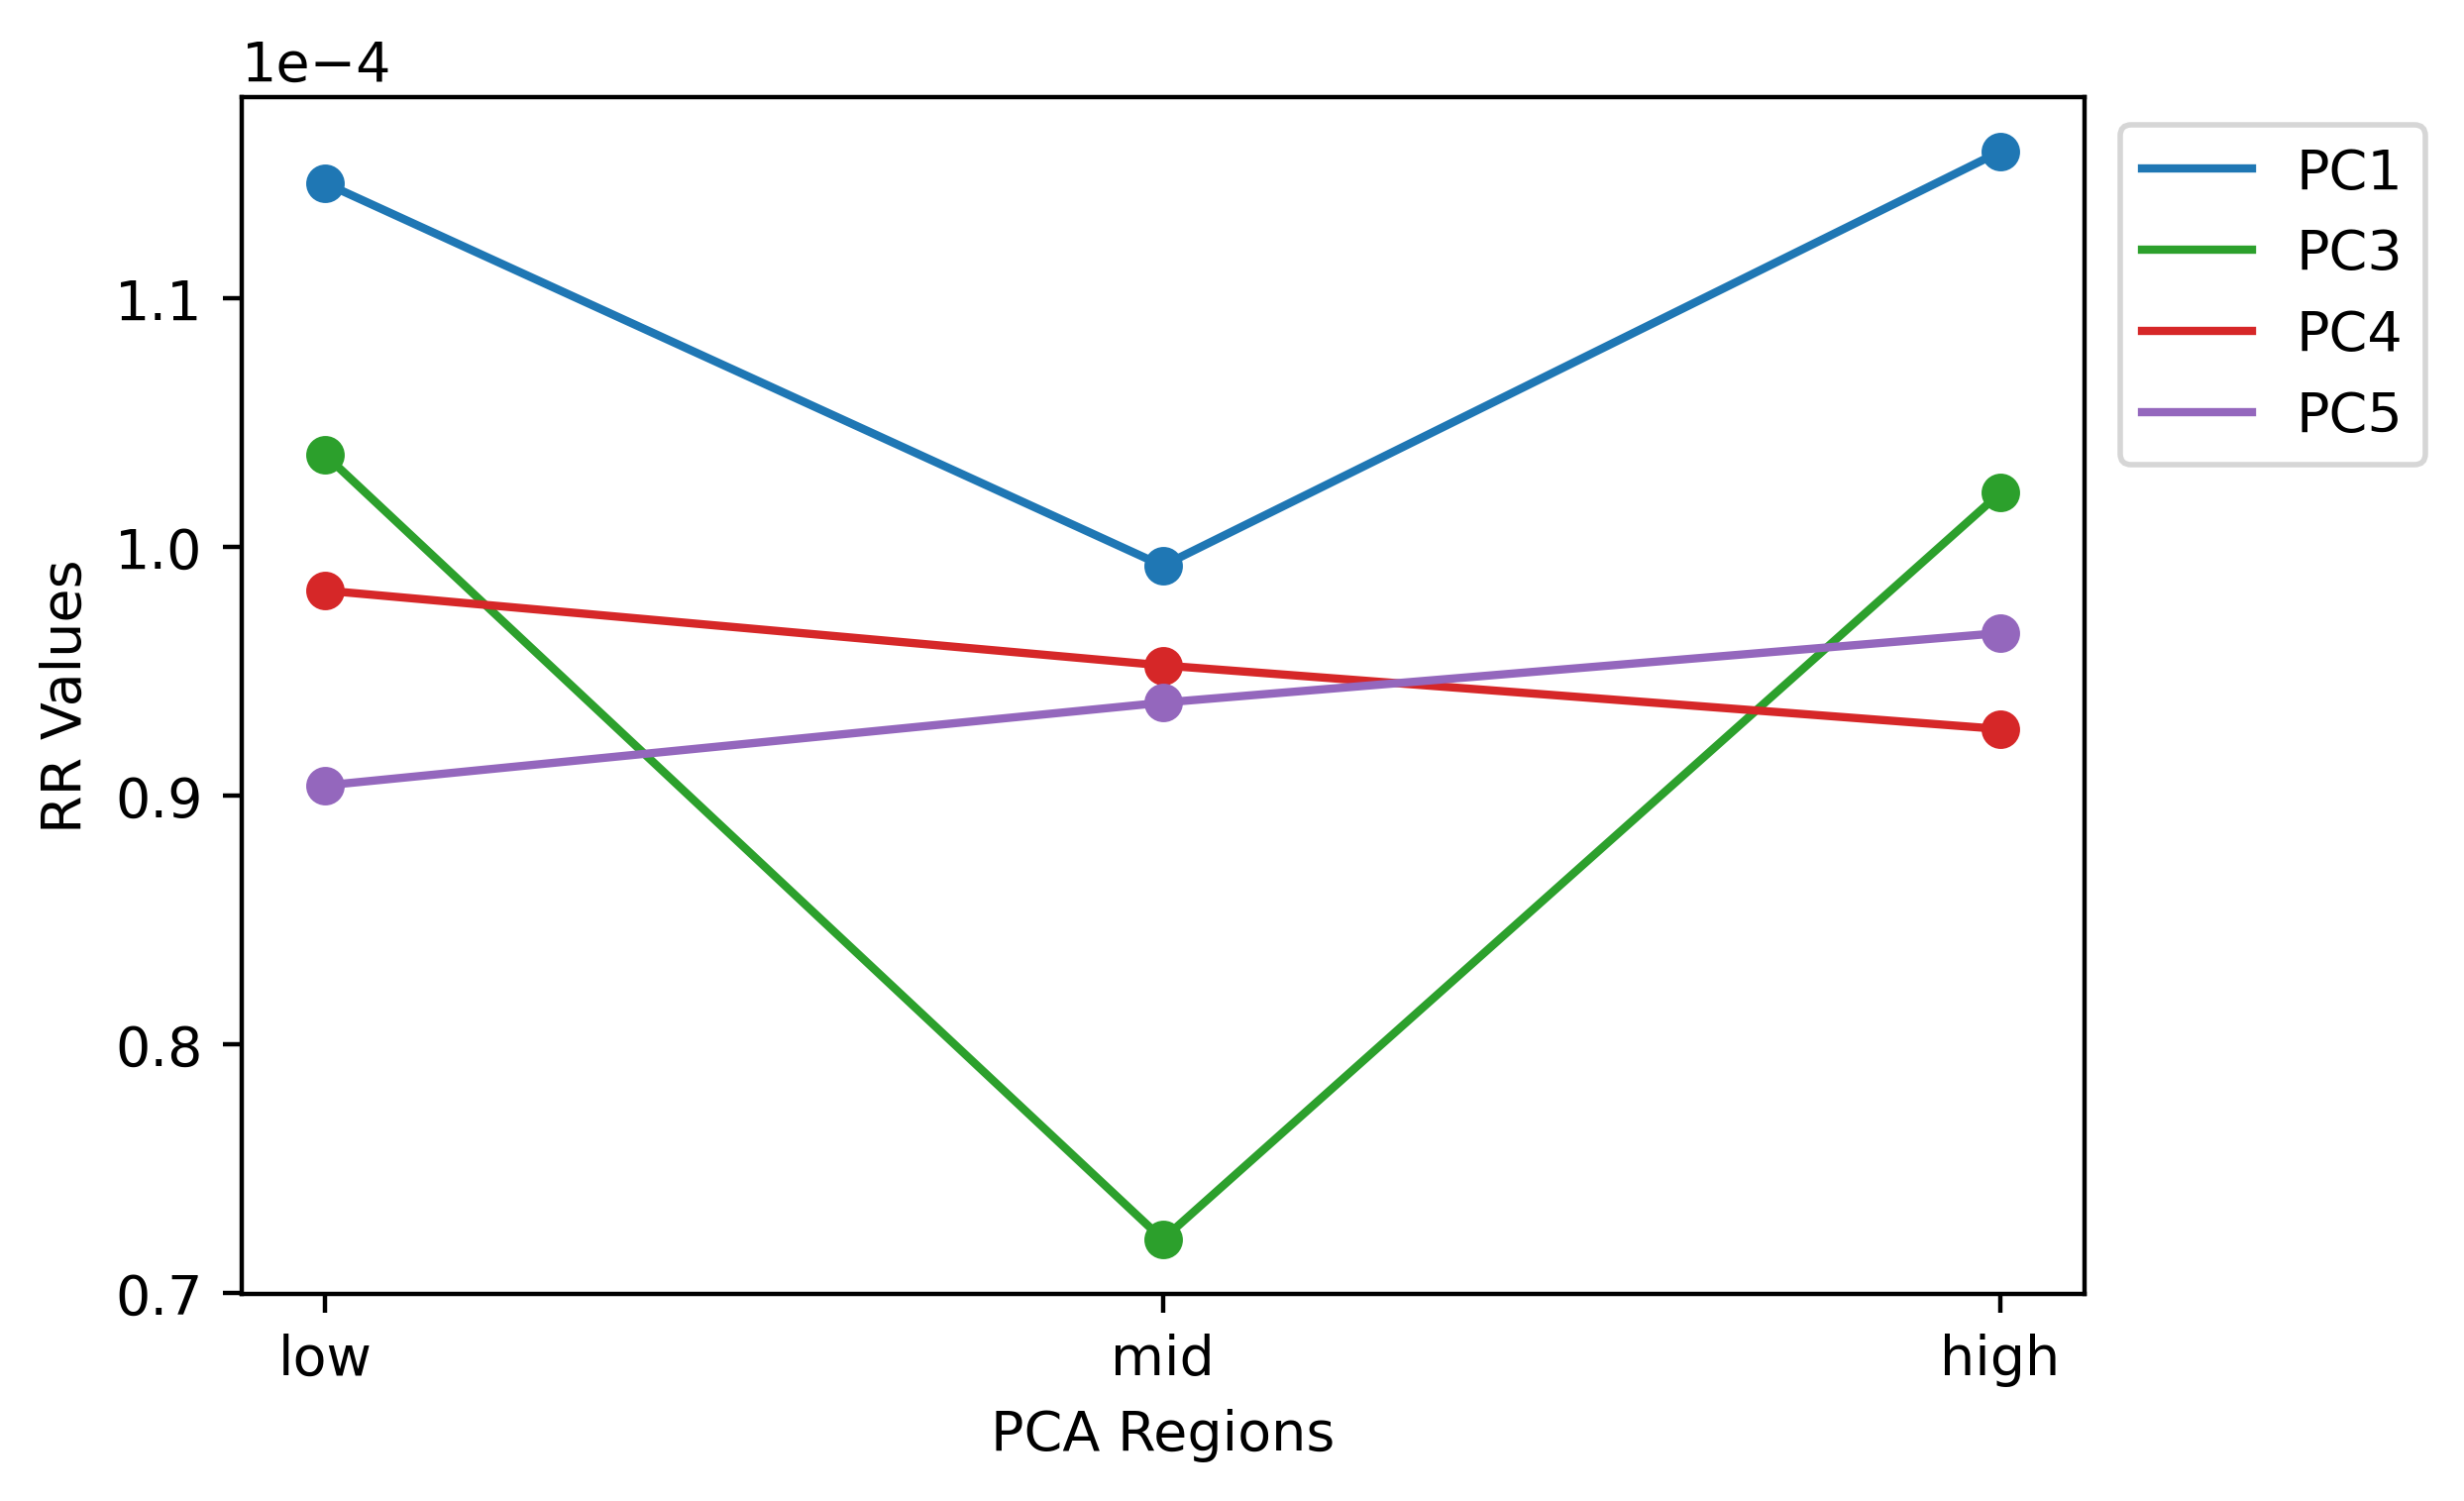 1e−4
1.1
1.0
0.9
0.8
0.7
RR Values
low mid high
PCA Regions
PC1
PC3
PC4
PC5